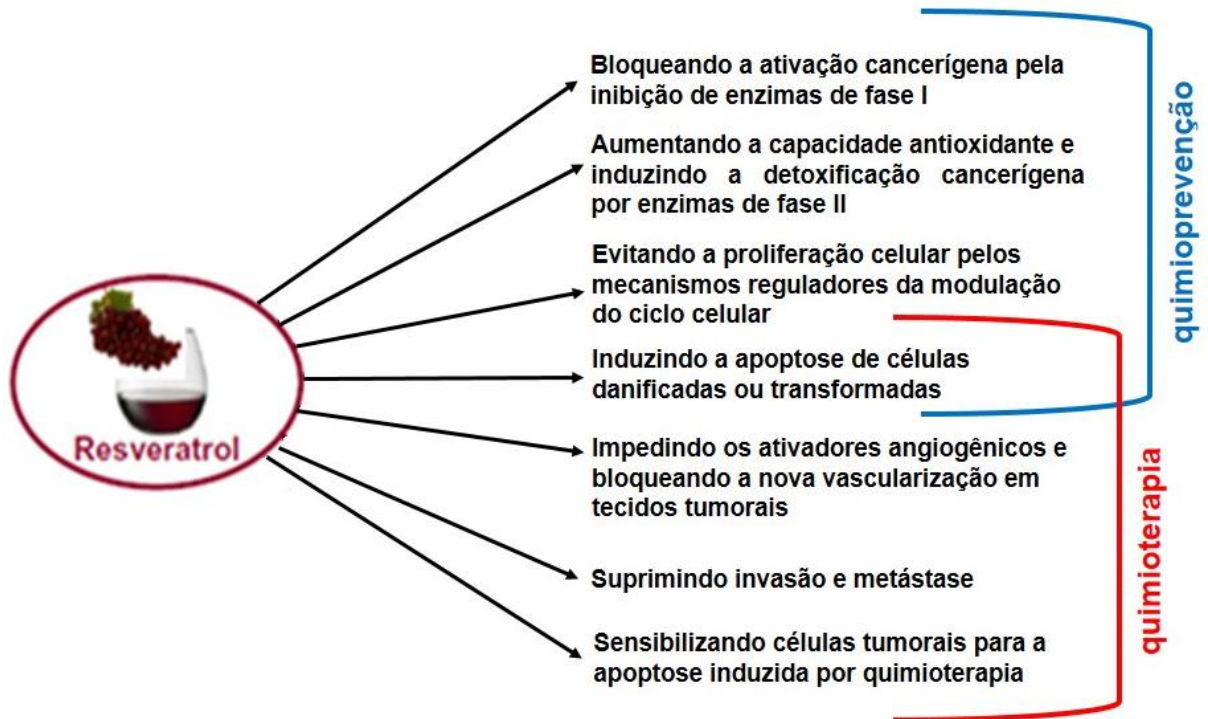 Bloqueando a ativação cancerígena pela
inibição de enzimas de fase I
Aumentando a capacidade antioxidante e
induzindo a detoxificação cancerígena
por enzimas de fase II
Evitando a proliferação celular pelos
mecanismos reguladores da modulação
do ciclo celular
Induzindo a apoptose de células
danificadas ou transformadas
Impedindo os ativadores angiogênicos e
bloqueando a nova vascularização em
tecidos tumorais
Suprimindo invasão e metástase
Sensibilizando células tumorais para a
apoptose induzida por quimioterapia
Resveratrol
quimioprevenção
quimioterapia